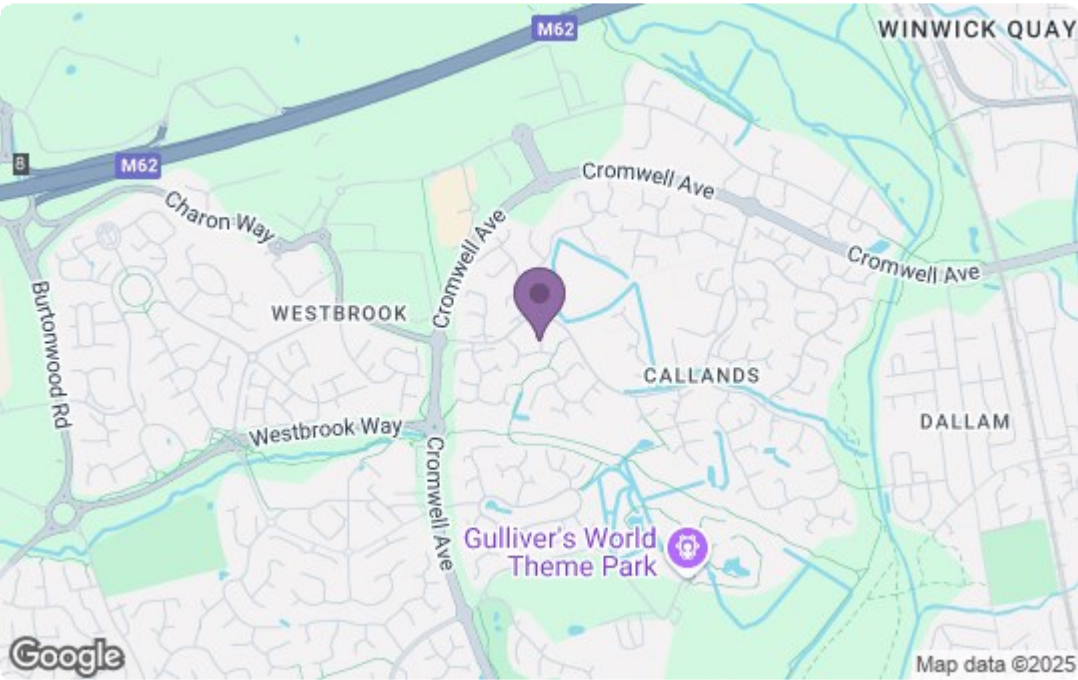 M62
WINWICK QUAY
8
M62
Cromwell Ave
Charon Way
Cromwell Ave
Cromwell Ave
Burtonwood Rd
WESTBROOK
CALLANDS
DALLAM
Westbrook Way
Cromwell Ave
Gulliver's World
Theme Park
Google
Map data ©2025